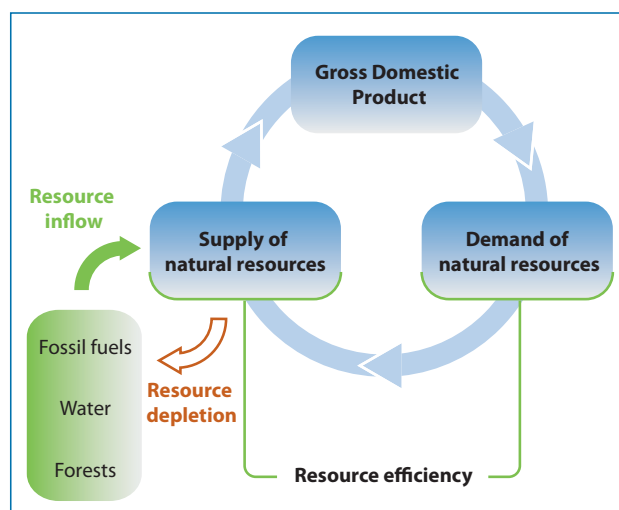 Gross Domestic
Product
Resource
inflow
Supply of
natural resources
Demand of
natural resources
Fossil fuels
Water
Forests
Resource
depletion
Resource efficiency